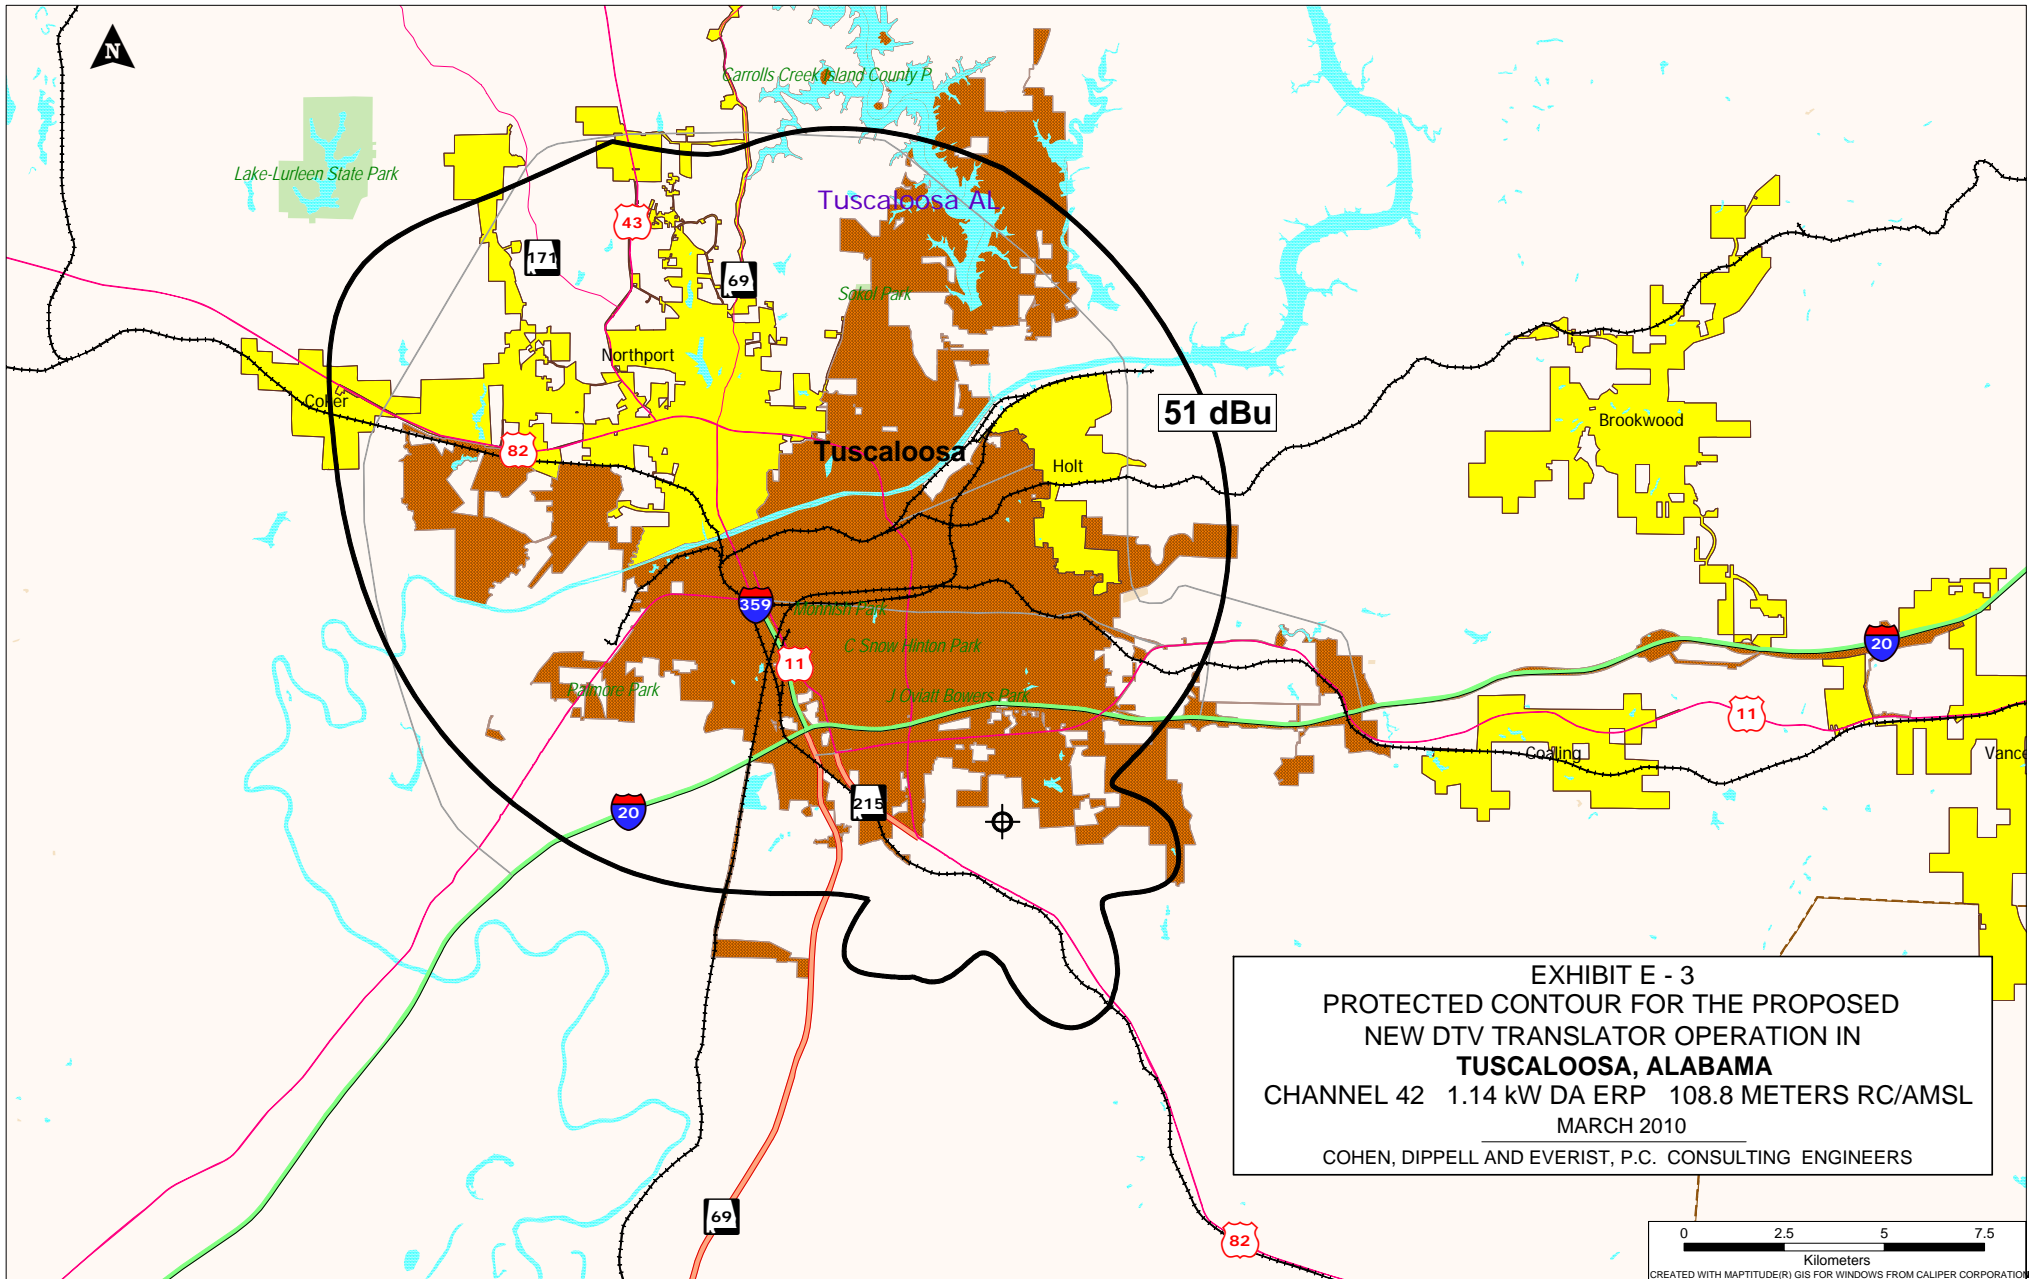 N
Carrolls Creek Island County P
Lake-Lurleen State Park
Tuscaloosa AL
43
171
69
Sokol Park
Northport
Coker
51 dBu
Brookwood
82
Tuscaloosa
Holt
359
Monnish Park
C Snow Hinton Park
20
11
Palmore Park
J Oviatt Bowers Park
11
Coaling
Vance
20
215
EXHIBIT E - 3
PROTECTED CONTOUR FOR THE PROPOSED
NEW DTV TRANSLATOR OPERATION IN
TUSCALOOSA, ALABAMA
CHANNEL 42 1.14 kW DA ERP 108.8 METERS RC/AMSL
MARCH 2010
COHEN, DIPPELL AND EVERIST, P.C. CONSULTING ENGINEERS
69
82
0 2.5 5 7.5
Kilometers
CREATED WITH MAPTITUDE(R) GIS FOR WINDOWS FROM CALIPER CORPORATION